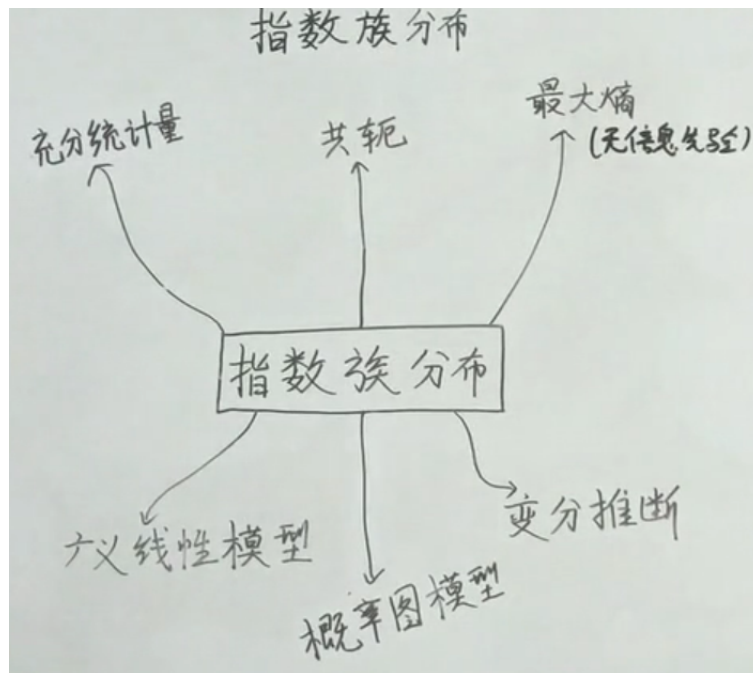 指数族分布
最大熵
充分统计量
共轭
(无信息先验)
指数族分布
变分推断
广义线性模型
概率图模型